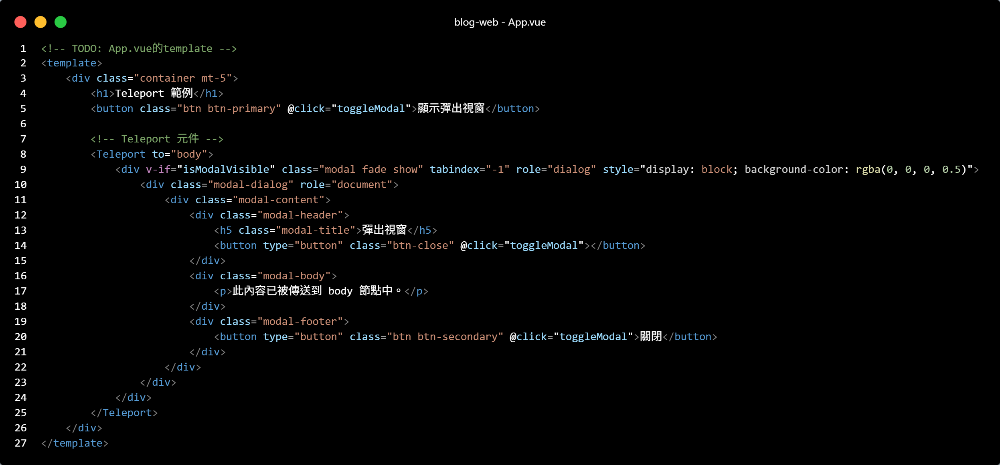 blog-web - App.vue
1 <!-- TODO: App.vue的template -->
2 <template>
3     <div class="container mt-5">
4         <h1>Teleport 範例</h1>
5         <button class="btn btn-primary" @click="toggleModal">顯示彈出視窗</button>
6
7         <!-- Teleport 元件 -->
8         <Teleport to="body">
9             <div v-if="isModalVisible" class="modal fade show" tabindex="-1" role="dialog" style="display: block; background-color: rgba(0, 0, 0, 0.5)">
10                 <div class="modal-dialog" role="document">
11                     <div class="modal-content">
12                         <div class="modal-header">
13                             <h5 class="modal-title">彈出視窗</h5>
14                             <button type="button" class="btn-close" @click="toggleModal"></button>
15                         </div>
16                         <div class="modal-body">
17                             <p>此內容已被傳送到 body 節點中。</p>
18                         </div>
19                         <div class="modal-footer">
20                             <button type="button" class="btn btn-secondary" @click="toggleModal">關閉</button>
21                         </div>
22                     </div>
23                 </div>
24             </div>
25         </Teleport>
26     </div>
27 </template>